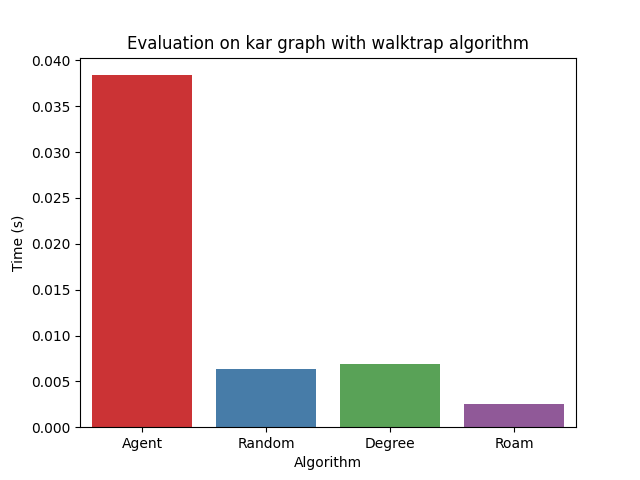 Evaluation on kar graph with walktrap algorithm
0.040
0.035
0.030
0.025
0.020
0.015
0.010
0.005
0.000
Time (s)
Agent Random Degree Roam
Algorithm